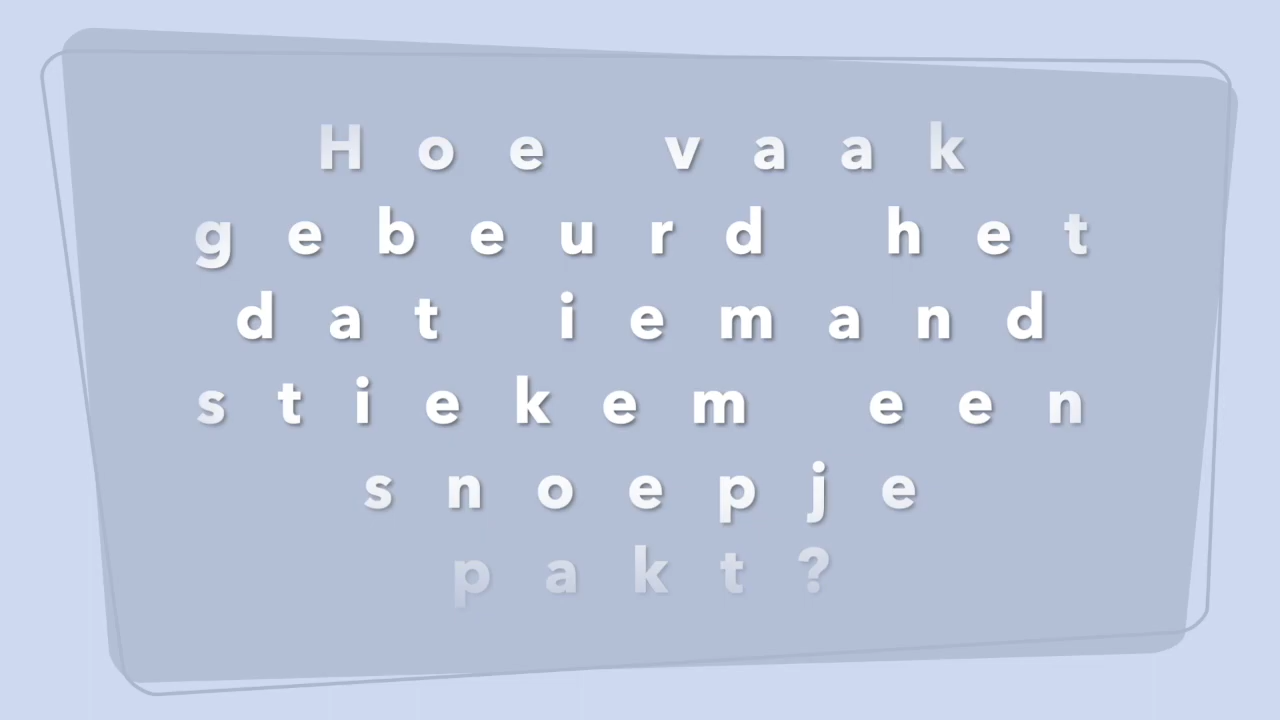 Hoe vaak
gebeurd het
dat iemand
stiekem een
snoepje
pakt?